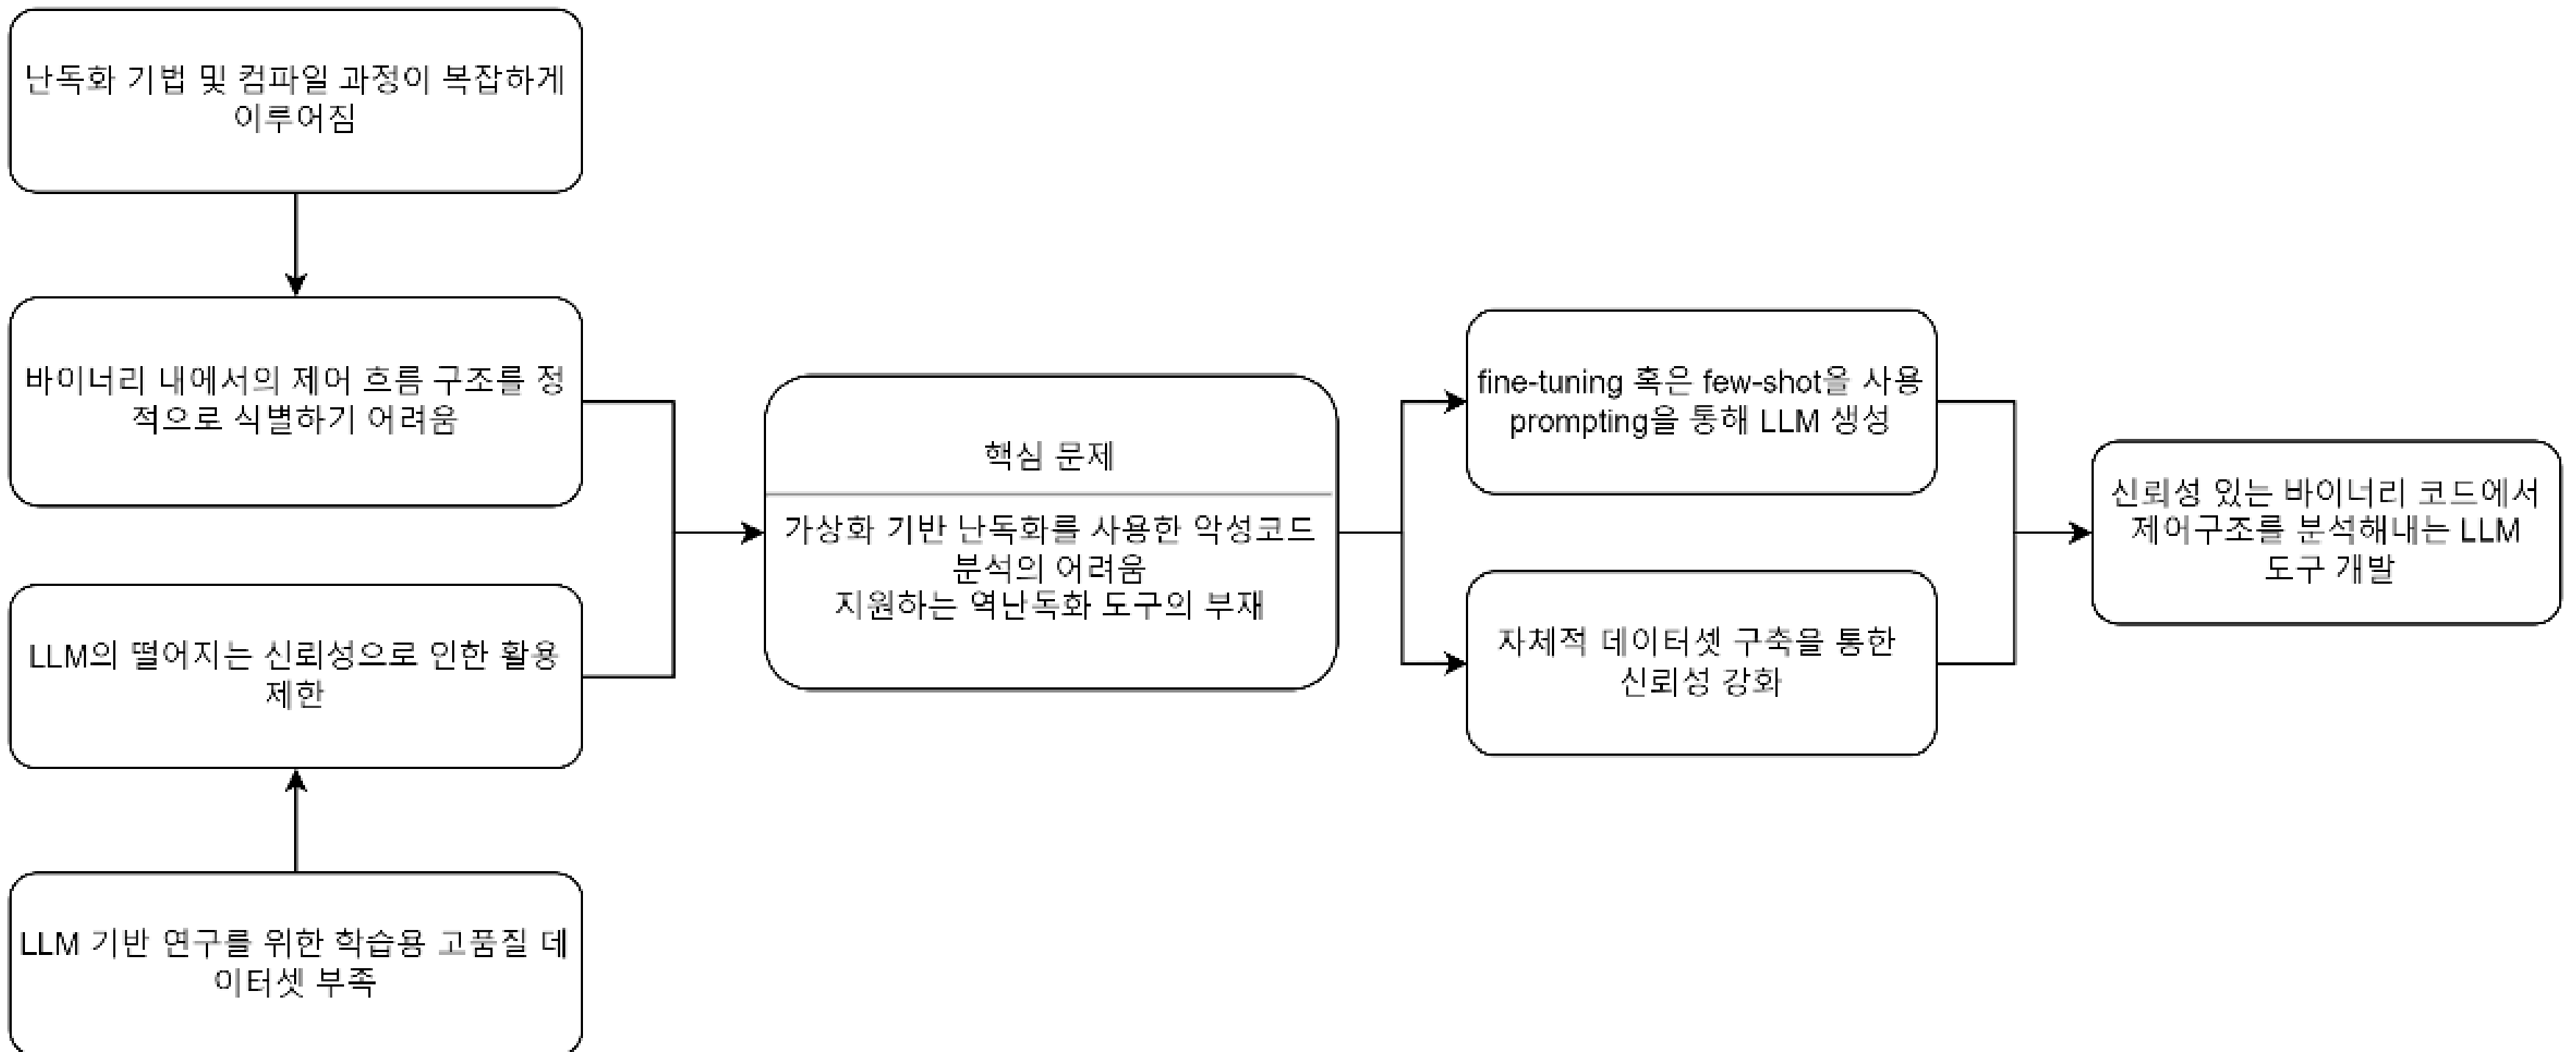 난독화 기법 및 컴파일 과정이 복잡하게
이루어짐
바이너리 내에서의 제어 흐름 구조를 정
적으로 식별하기 어려움
LLM의 떨어지는 신뢰성으로 인한 활용
제한
LLM 기반 연구를 위한 학습용 고품질 데
이터셋 부족
핵심 문제
가상화 기반 난독화를 사용한 악성코드
분석의 어려움
지원하는 역난독화 도구의 부재
fine-tuning 혹은 few-shot을 사용
prompting을 통해 LLM 생성
자체적 데이터셋 구축을 통한
신뢰성 강화
신뢰성 있는 바이너리 코드에서
제어구조를 분석해내는 LLM
도구 개발